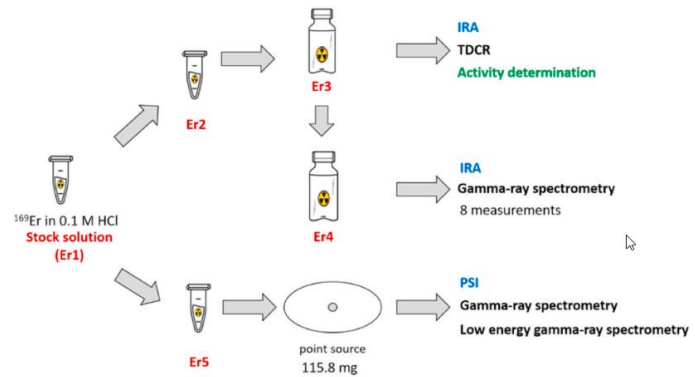 IRA
TDCR
Activity determination
Er3
Er2
IRA
Gamma-ray spectrometry
8 measurements
Er4
¹⁶⁹Er in 0.1 M HCl
Stock solution
(Er1)
PSI
Gamma-ray spectrometry
Low energy gamma-ray spectrometry
Er5
point source
115.8 mg